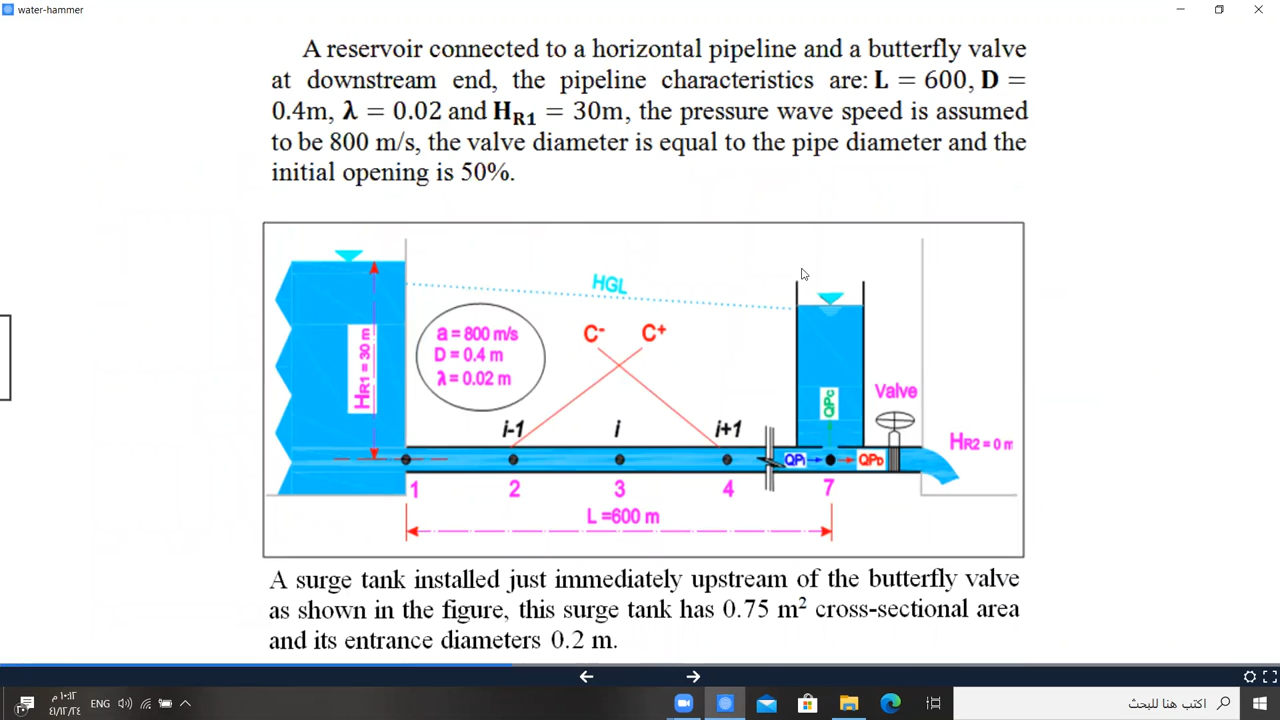 water-hammer
A reservoir connected to a horizontal pipeline and a butterfly valve
at downstream end, the pipeline characteristics are: L = 600, D =
0.4m, λ = 0.02 and HR1 = 30m, the pressure wave speed is assumed
to be 800 m/s, the valve diameter is equal to the pipe diameter and the
initial opening is 50%.
HGL
a = 800 m/s
D = 0.4 m
λ = 0.02 m
HR1 = 30 m
C- C+
QPc
Valve
i-1 i i+1
HR2 = 0 m
QPi QPD
1 2 3 4 7
L =600 m
A surge tank installed just immediately upstream of the butterfly valve
as shown in the figure, this surge tank has 0.75 m² cross-sectional area
and its entrance diameters 0.2 m.
ENG
اكتب هنا للبحث